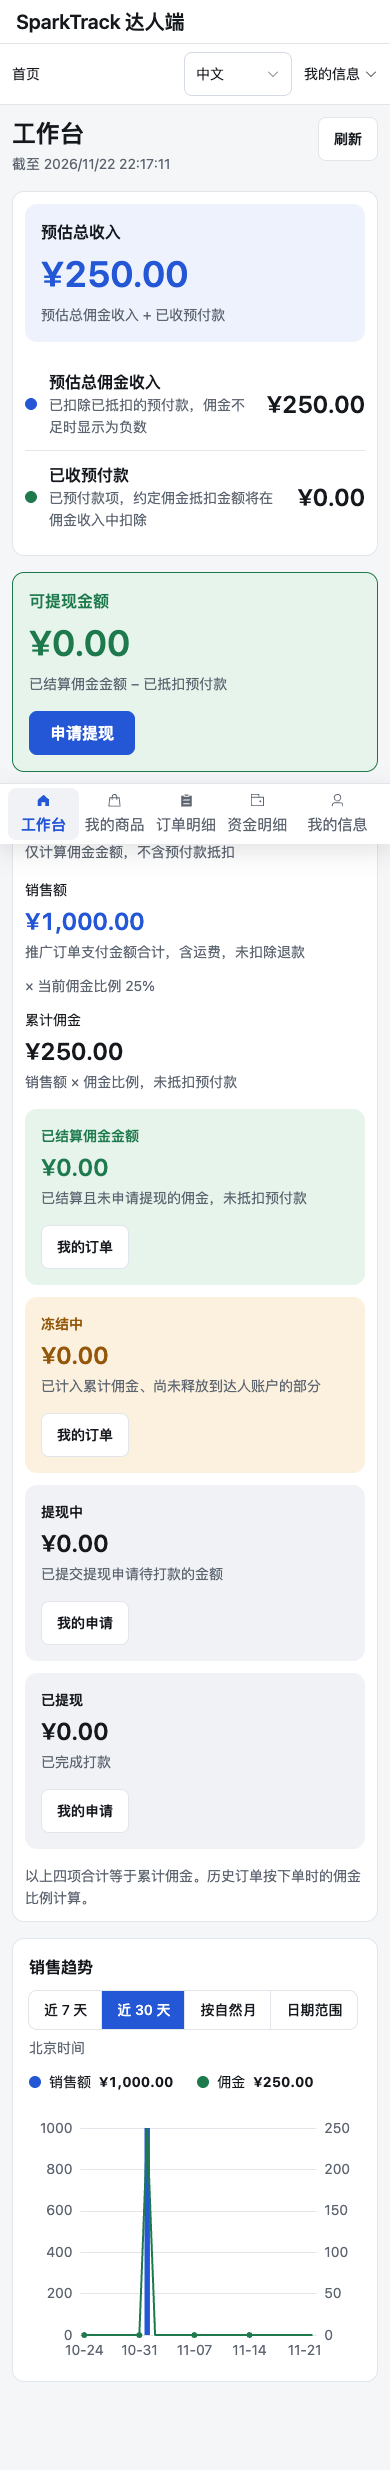 SparkTrack 达人端
首页
中文
我的信息
工作台
截至 2026/11/22 22:17:11
刷新
预估总收入
¥250.00
预估总佣金收入 + 已收预付款
预估总佣金收入
已扣除已抵扣的预付款，佣金不
足时显示为负数
¥250.00
已收预付款
已预付款项，约定佣金抵扣金额将在
佣金收入中扣除
¥0.00
可提现金额
¥0.00
已结算佣金金额 − 已抵扣预付款
申请提现
工作台
我的商品
订单明细
资金明细
我的信息
仅计算佣金金额，不含预付款抵扣
销售额
¥1,000.00
推广订单支付金额合计，含运费，未扣除退款
× 当前佣金比例 25%
累计佣金
¥250.00
销售额 × 佣金比例，未抵扣预付款
已结算佣金金额
¥0.00
已结算且未申请提现的佣金，未抵扣预付款
我的订单
冻结中
¥0.00
已计入累计佣金、尚未释放到达人账户的部分
我的订单
提现中
¥0.00
已提交提现申请待打款的金额
我的申请
已提现
¥0.00
已完成打款
我的申请
以上四项合计等于累计佣金。历史订单按下单时的佣金
比例计算。
销售趋势
近 7 天
近 30 天
按自然月
日期范围
北京时间
销售额 ¥1,000.00
佣金 ¥250.00
1000 250
800 200
600 150
400 100
200 50
0 0
10-24 10-31 11-07 11-14 11-21